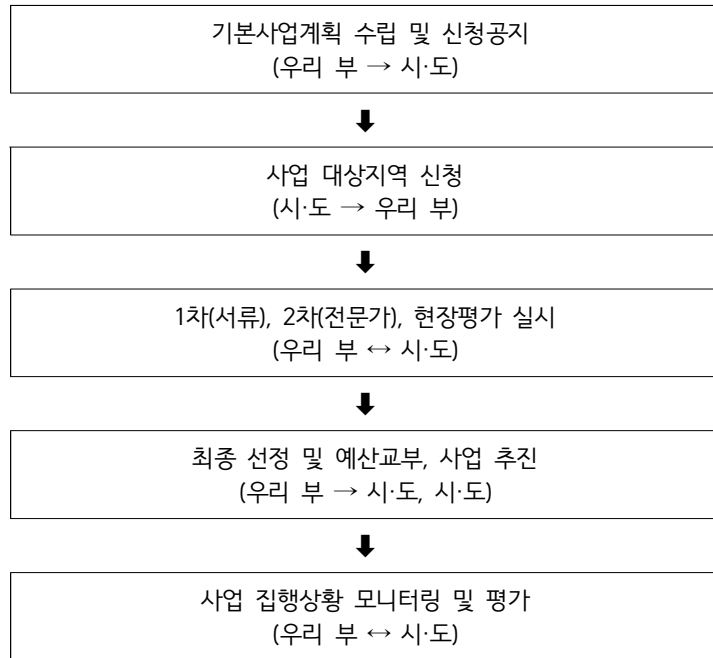 기본사업계획 수립 및 신청공지
(우리 부 → 시·도)
⬇
사업 대상지역 신청
(시·도 → 우리 부)
⬇
1차(서류), 2차(전문가), 현장평가 실시
(우리 부 ↔ 시·도)
⬇
최종 선정 및 예산교부, 사업 추진
(우리 부 → 시·도, 시·도)
⬇
사업 집행상황 모니터링 및 평가
(우리 부 ↔ 시·도)